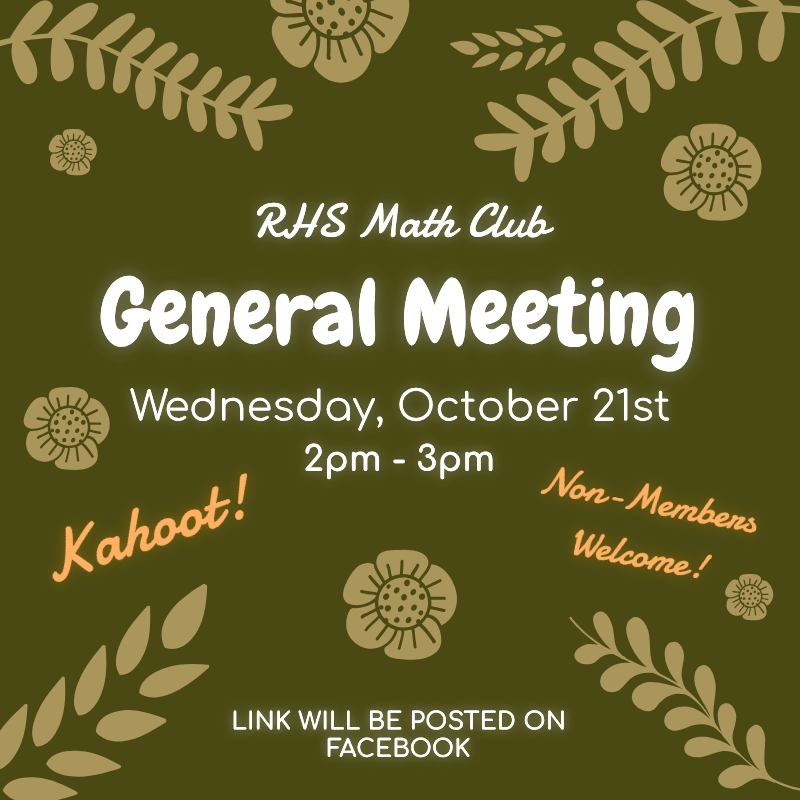 RHS Math Club
General Meeting
Wednesday, October 21st
2pm - 3pm
Kahoot!
Non-Members
Welcome!
LINK WILL BE POSTED ON
FACEBOOK